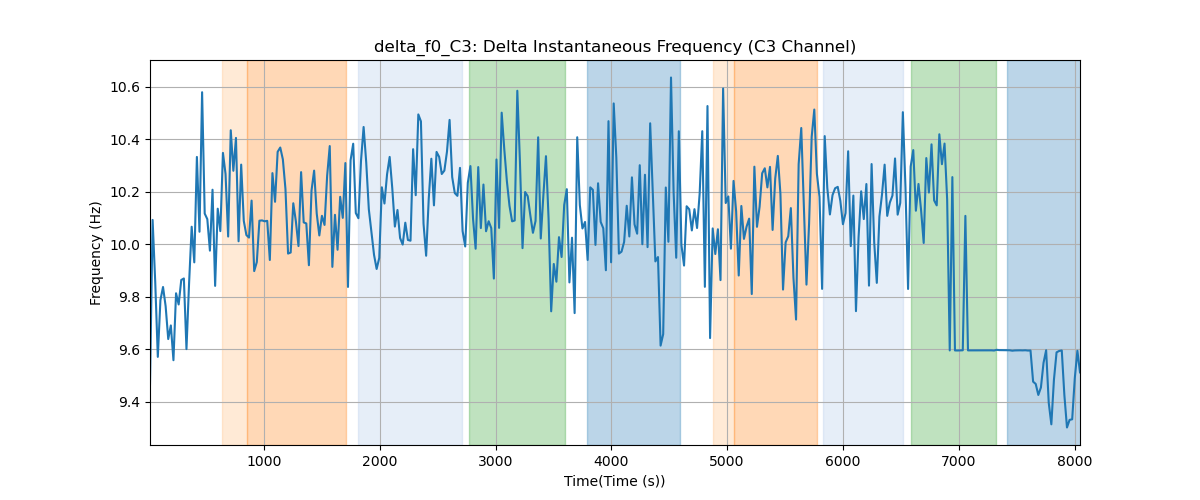 delta_f0_C3: Delta Instantaneous Frequency (C3 Channel)
Frequency (Hz)
10.6
10.4
10.2
10.0
9.8
9.6
9.4
1000 2000 3000 4000 5000 6000 7000 8000
Time(Time (s))